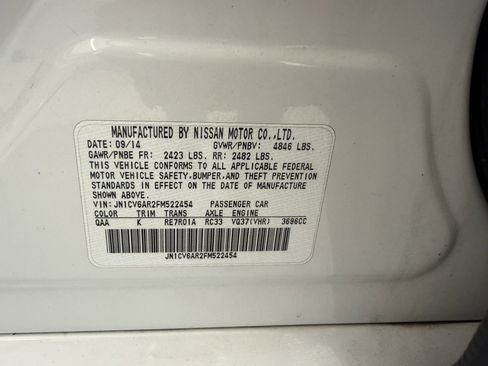 MANUFACTURED BY NISSAN MOTOR CO.,LTD.
DATE: 09/14 GVWR/PNBV: 4846 LBS.
GAWR/PNBE FR: 2423 LBS. RR: 2482 LBS.
THIS VEHICLE CONFORMS TO ALL APPLICABLE FEDERAL
MOTOR VEHICLE SAFETY,BUMPER,AND THEFT PREVENTION
STANDARDS IN EFFECT ON THE DATE OF MANUFACTURE
SHOWN ABOVE.
VIN: JN1CV6AR2FM522454 PASSENGER CAR
COLOR TRIM TRANS AXLE ENGINE
QAA K RE7R01A RC33 VQ37(VHR) 3696CC
JN1CV6AR2FM522454